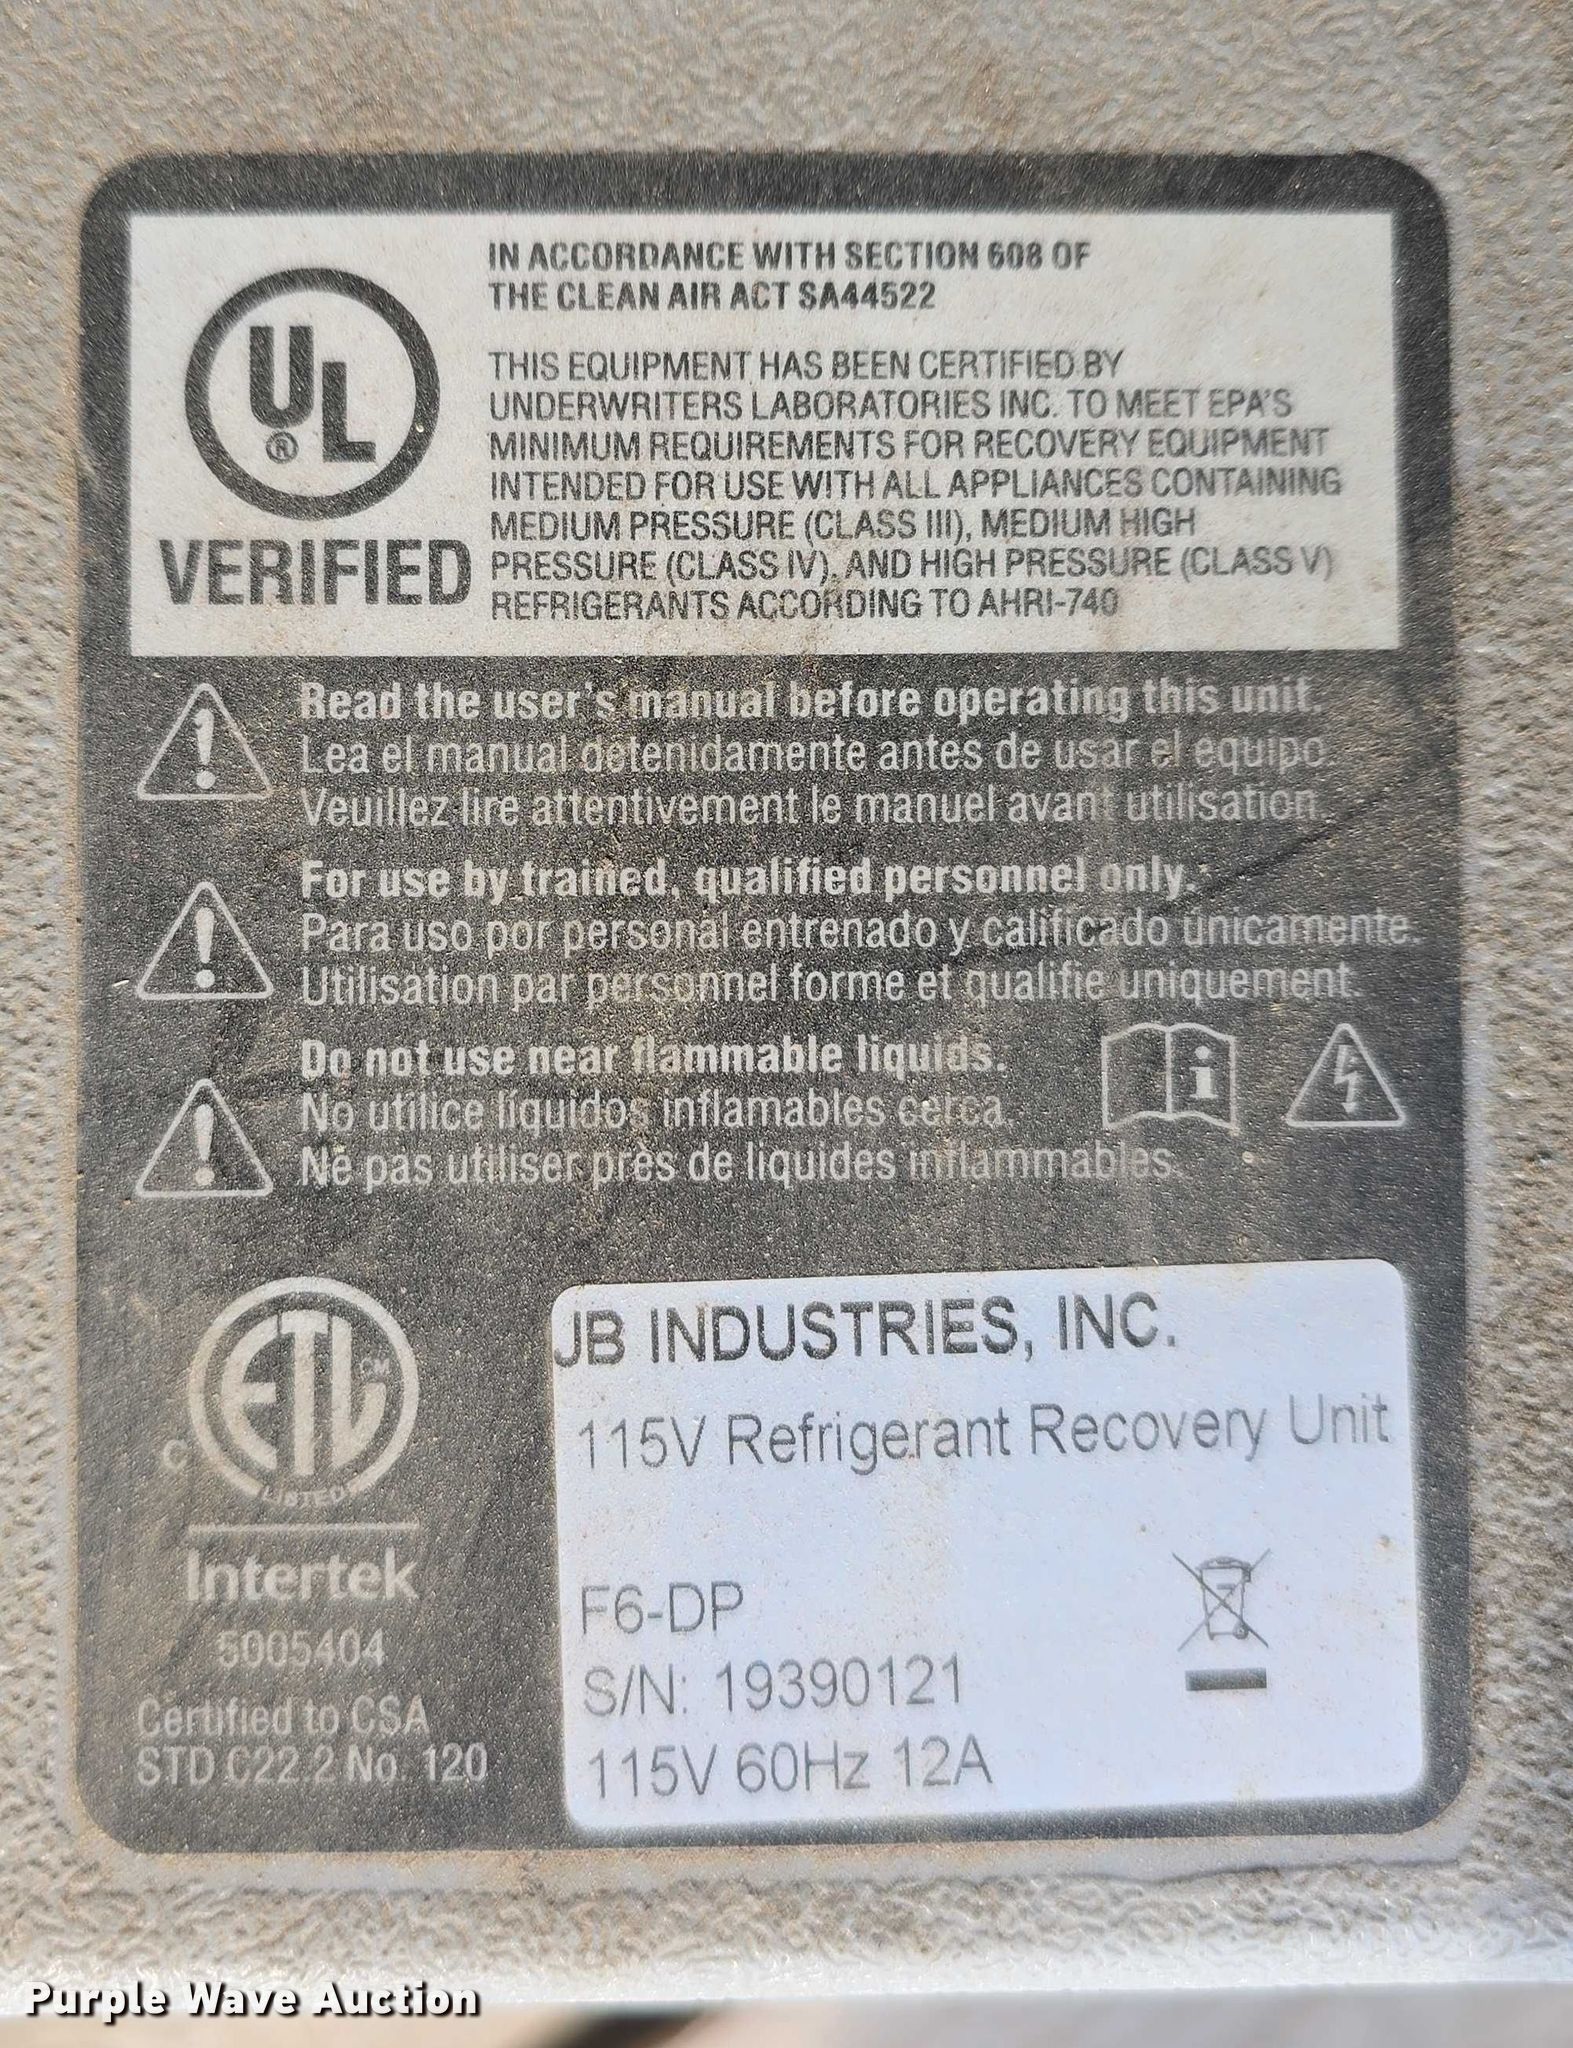 IN ACCORDANCE WITH SECTION 608 OF
THE CLEAN AIR ACT SA44522
UL
®
VERIFIED
THIS EQUIPMENT HAS BEEN CERTIFIED BY
UNDERWRITERS LABORATORIES INC. TO MEET EPA'S
MINIMUM REQUIREMENTS FOR RECOVERY EQUIPMENT
INTENDED FOR USE WITH ALL APPLIANCES CONTAINING
MEDIUM PRESSURE (CLASS III), MEDIUM HIGH
PRESSURE (CLASS IV), AND HIGH PRESSURE (CLASS V)
REFRIGERANTS ACCORDING TO AHRI-740
Read the user's manual before operating this unit.
Lea el manual detenidamente antes de usar el equipo.
Veuillez lire attentivement le manuel avant utilisation.
For use by trained, qualified personnel only.
Para uso por personal entrenado y calificado únicamente.
Utilisation par personnel forme et qualifie uniquement.
Do not use near flammable liquids.
No utilice líquidos inflamables cerca.
Ne pas utiliser près de liquides inflammables.
C ETL CM
LISTED
Intertek
5005404
Certified to CSA
STD C22.2 No. 120
JB INDUSTRIES, INC.
115V Refrigerant Recovery Unit
F6-DP
S/N: 19390121
115V 60Hz 12A
Purple Wave Auction